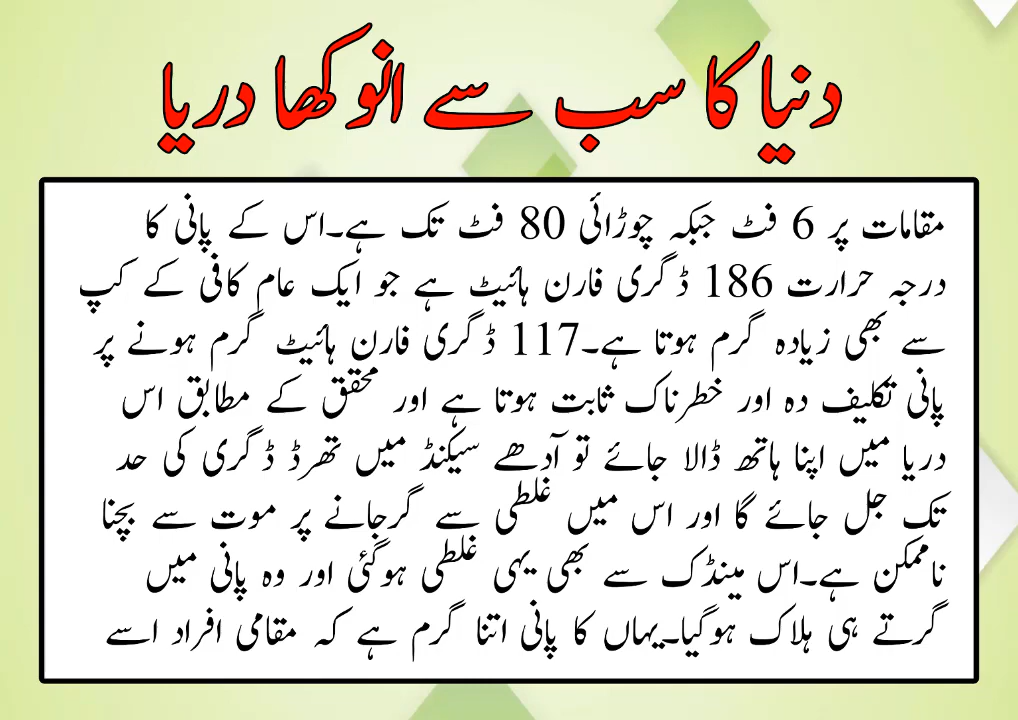 دنیا کا سب سے انوکھا دریا
مقامات پر 6 فٹ جبکہ چوڑائی 80 فٹ تک ہے۔اس کے پانی کا
درجہ حرارت 186 ڈگری فارن ہائیٹ ہے جو ایک عام کافی کے کپ
سے بھی زیادہ گرم ہوتا ہے۔117 ڈگری فارن ہائیٹ گرم ہونے پر
پانی تکلیف دہ اور خطرناک ثابت ہوتا ہے اور محقق کے مطابق اس
دریا میں اپنا ہاتھ ڈالا جائے تو آدھے سیکنڈ میں تھرڈ ڈگری کی حد
تک جل جائے گا اور اس میں غلطی سے گرجانے پر موت سے بچنا
ناممکن ہے۔اس مینڈک سے بھی یہی غلطی ہوگئی اور وہ پانی میں
گرتے ہی ہلاک ہوگیا۔یہاں کا پانی اتنا گرم ہے کہ مقامی افراد اسے